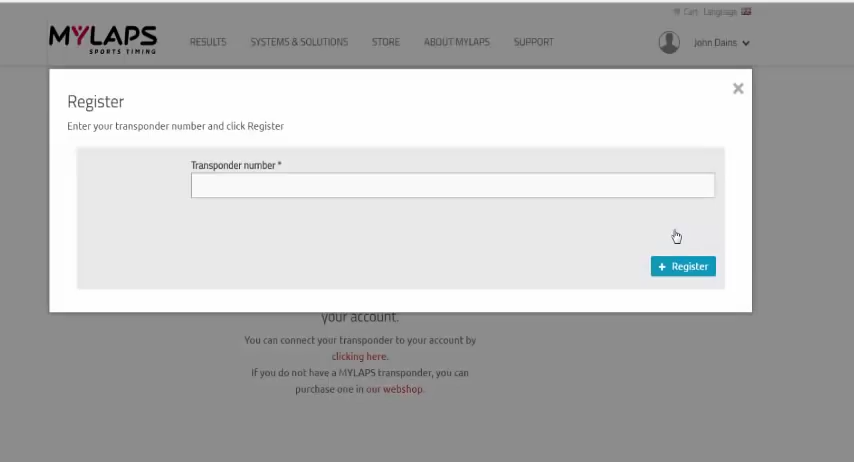 Cart Language
MYLAPS
SPORTS TIMING
RESULTS SYSTEMS & SOLUTIONS STORE ABOUT MYLAPS SUPPORT John Dains
Register
Enter your transponder number and click Register
Transponder number *
+ Register
your account.
You can connect your transponder to your account by
clicking here.
If you do not have a MYLAPS transponder, you can
purchase one in our webshop.